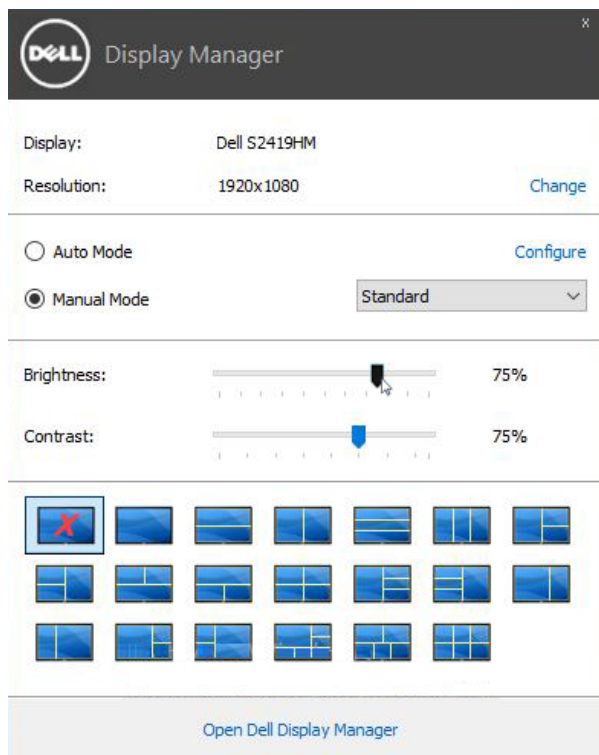 x
DELL Display Manager
Display: Dell S2419HM
Resolution: 1920x1080 Change
Auto Mode Configure
Manual Mode Standard
Brightness: 75%
Contrast: 75%
Open Dell Display Manager